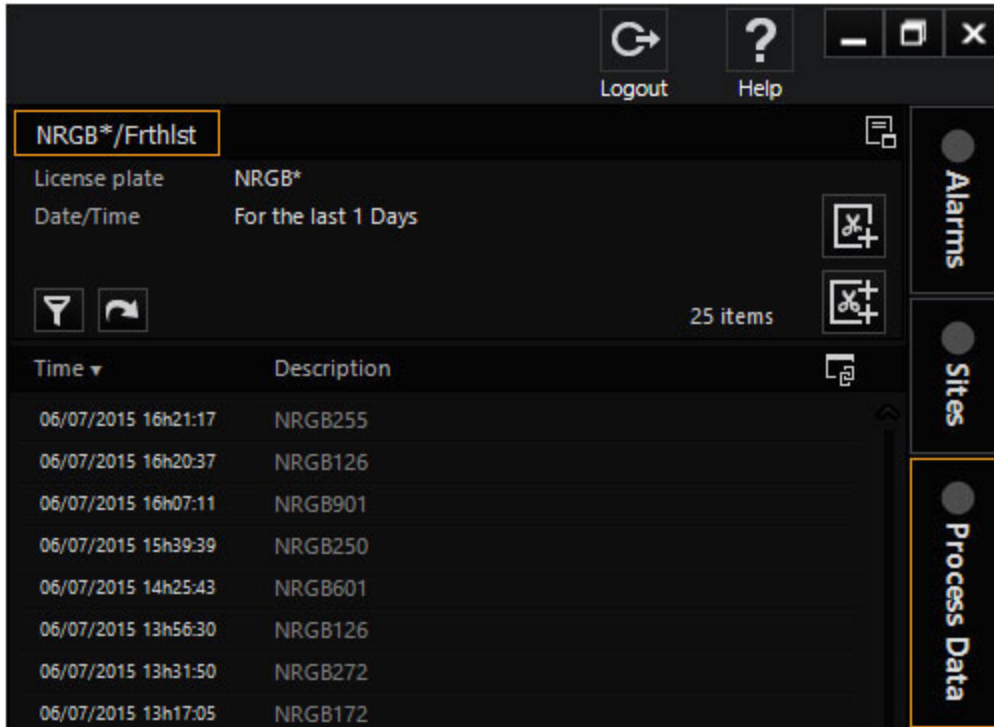 Logout Help
NRGB*/Frthlst
License plate NRGB*
Date/Time For the last 1 Days
25 items
Time Description
06/07/2015 16h21:17 NRGB255
06/07/2015 16h20:37 NRGB126
06/07/2015 16h07:11 NRGB901
06/07/2015 15h39:39 NRGB250
06/07/2015 14h25:43 NRGB601
06/07/2015 13h56:30 NRGB126
06/07/2015 13h31:50 NRGB272
06/07/2015 13h17:05 NRGB172
Alarms
Sites
Process Data